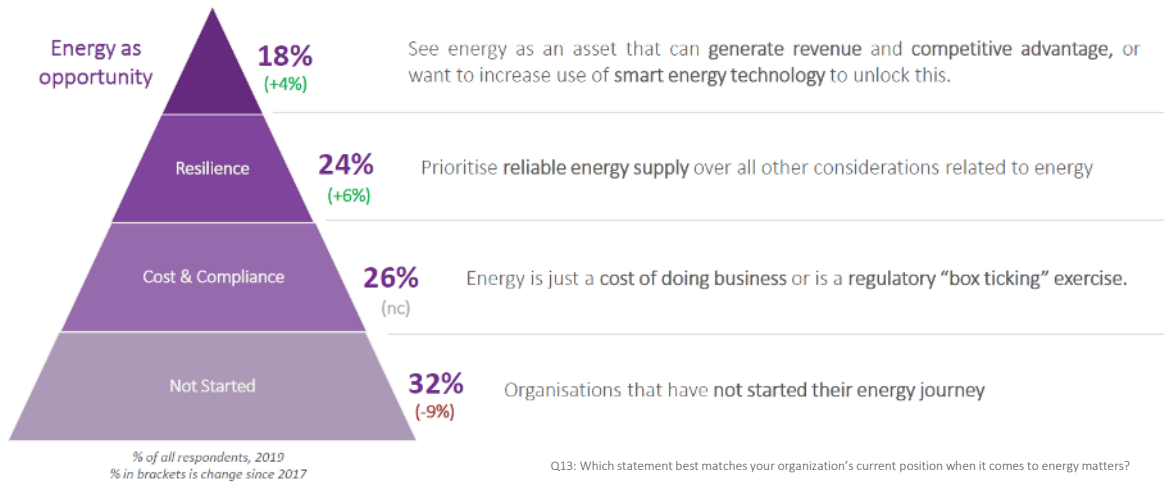 Energy as
opportunity
18%
(+4%)
See energy as an asset that can generate revenue and competitive advantage, or
want to increase use of smart energy technology to unlock this.
Resilience
24%
(+6%)
Prioritise reliable energy supply over all other considerations related to energy
Cost & Compliance
26%
(nc)
Energy is just a cost of doing business or is a regulatory “box ticking” exercise.
Not Started
32%
(-9%)
Organisations that have not started their energy journey
% of all respondents, 2019
% in brackets is change since 2017
Q13: Which statement best matches your organization’s current position when it comes to energy matters?